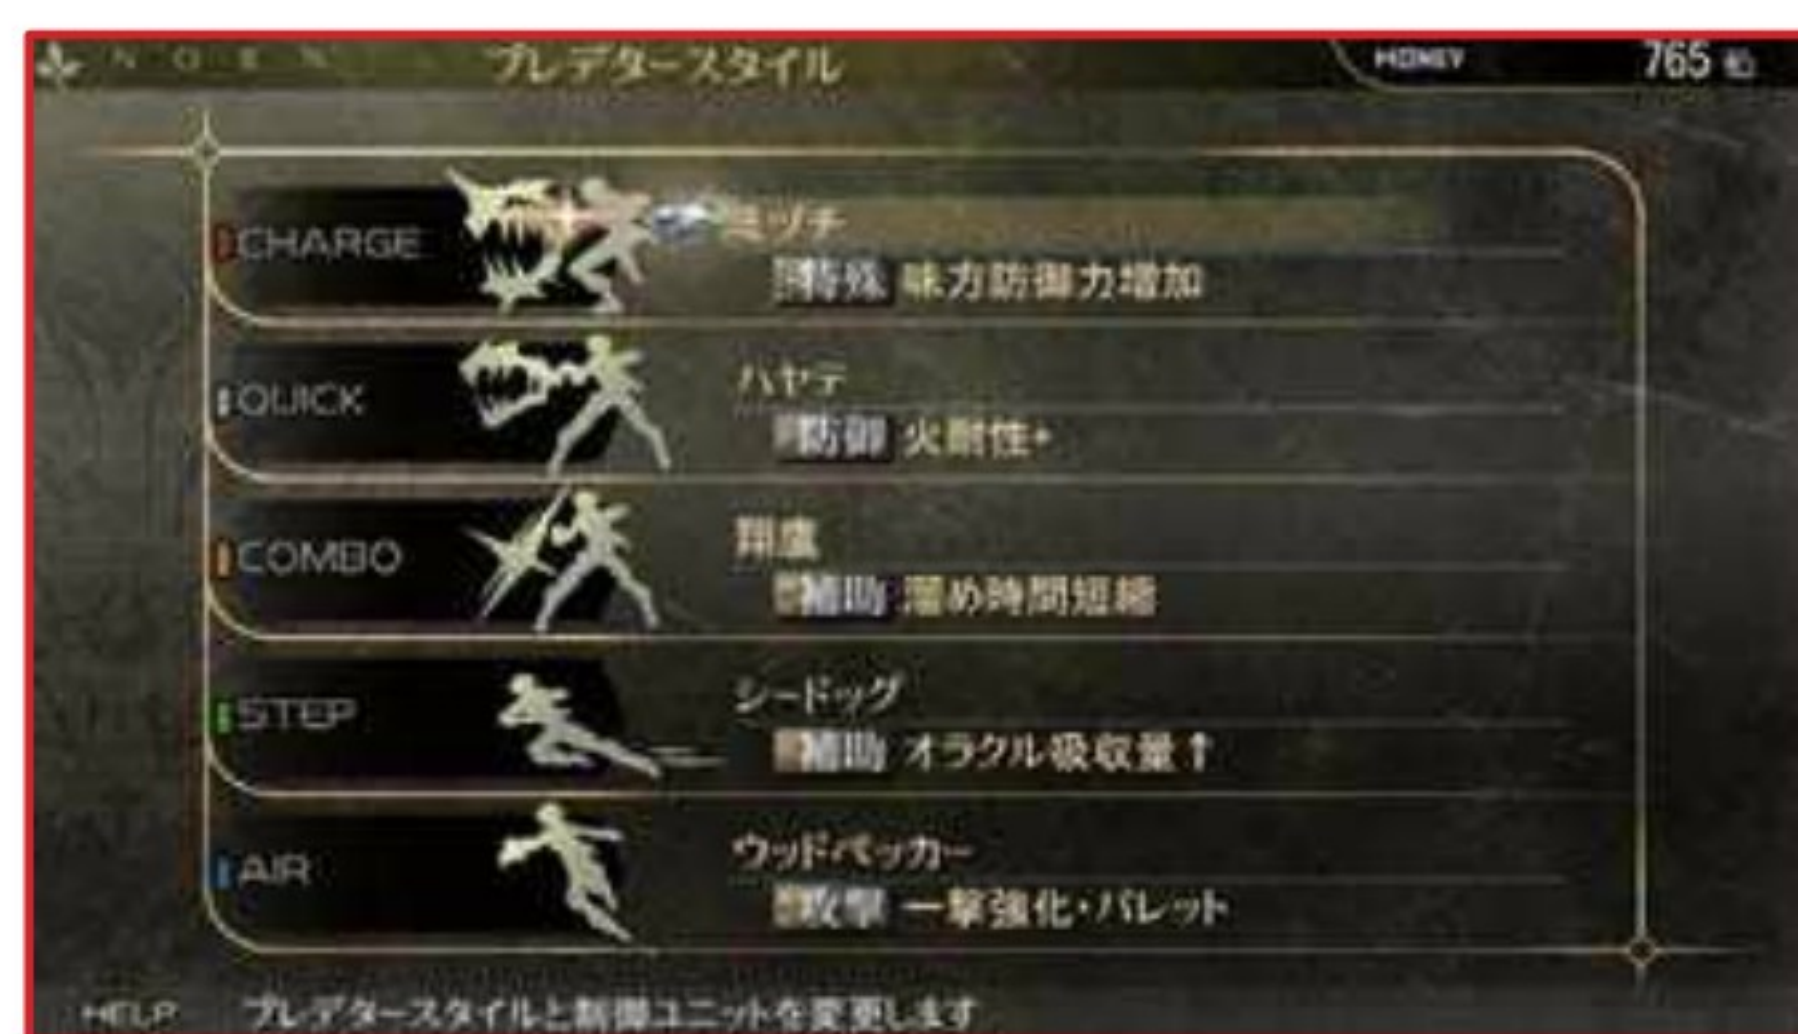 NORN プレデタースタイル MONEY 765
CHARGE ミヅチ
特殊 味方防御力増加
QUICK ハヤテ
防御 火耐性+
COMBO 翔鷹
補助 溜め時間短縮
STEP シードッグ
補助 オラクル吸収量↑
AIR ウッドペッカー
攻撃 一撃強化・バレット
HELP プレデタースタイルと制御ユニットを変更します